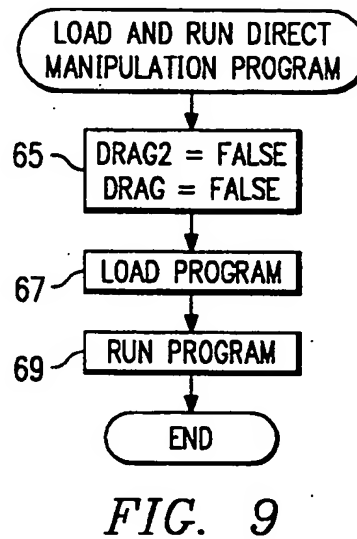 LOAD AND RUN DIRECT
MANIPULATION PROGRAM
65
DRAG2 = FALSE
DRAG = FALSE
67
LOAD PROGRAM
69
RUN PROGRAM
END
FIG. 9